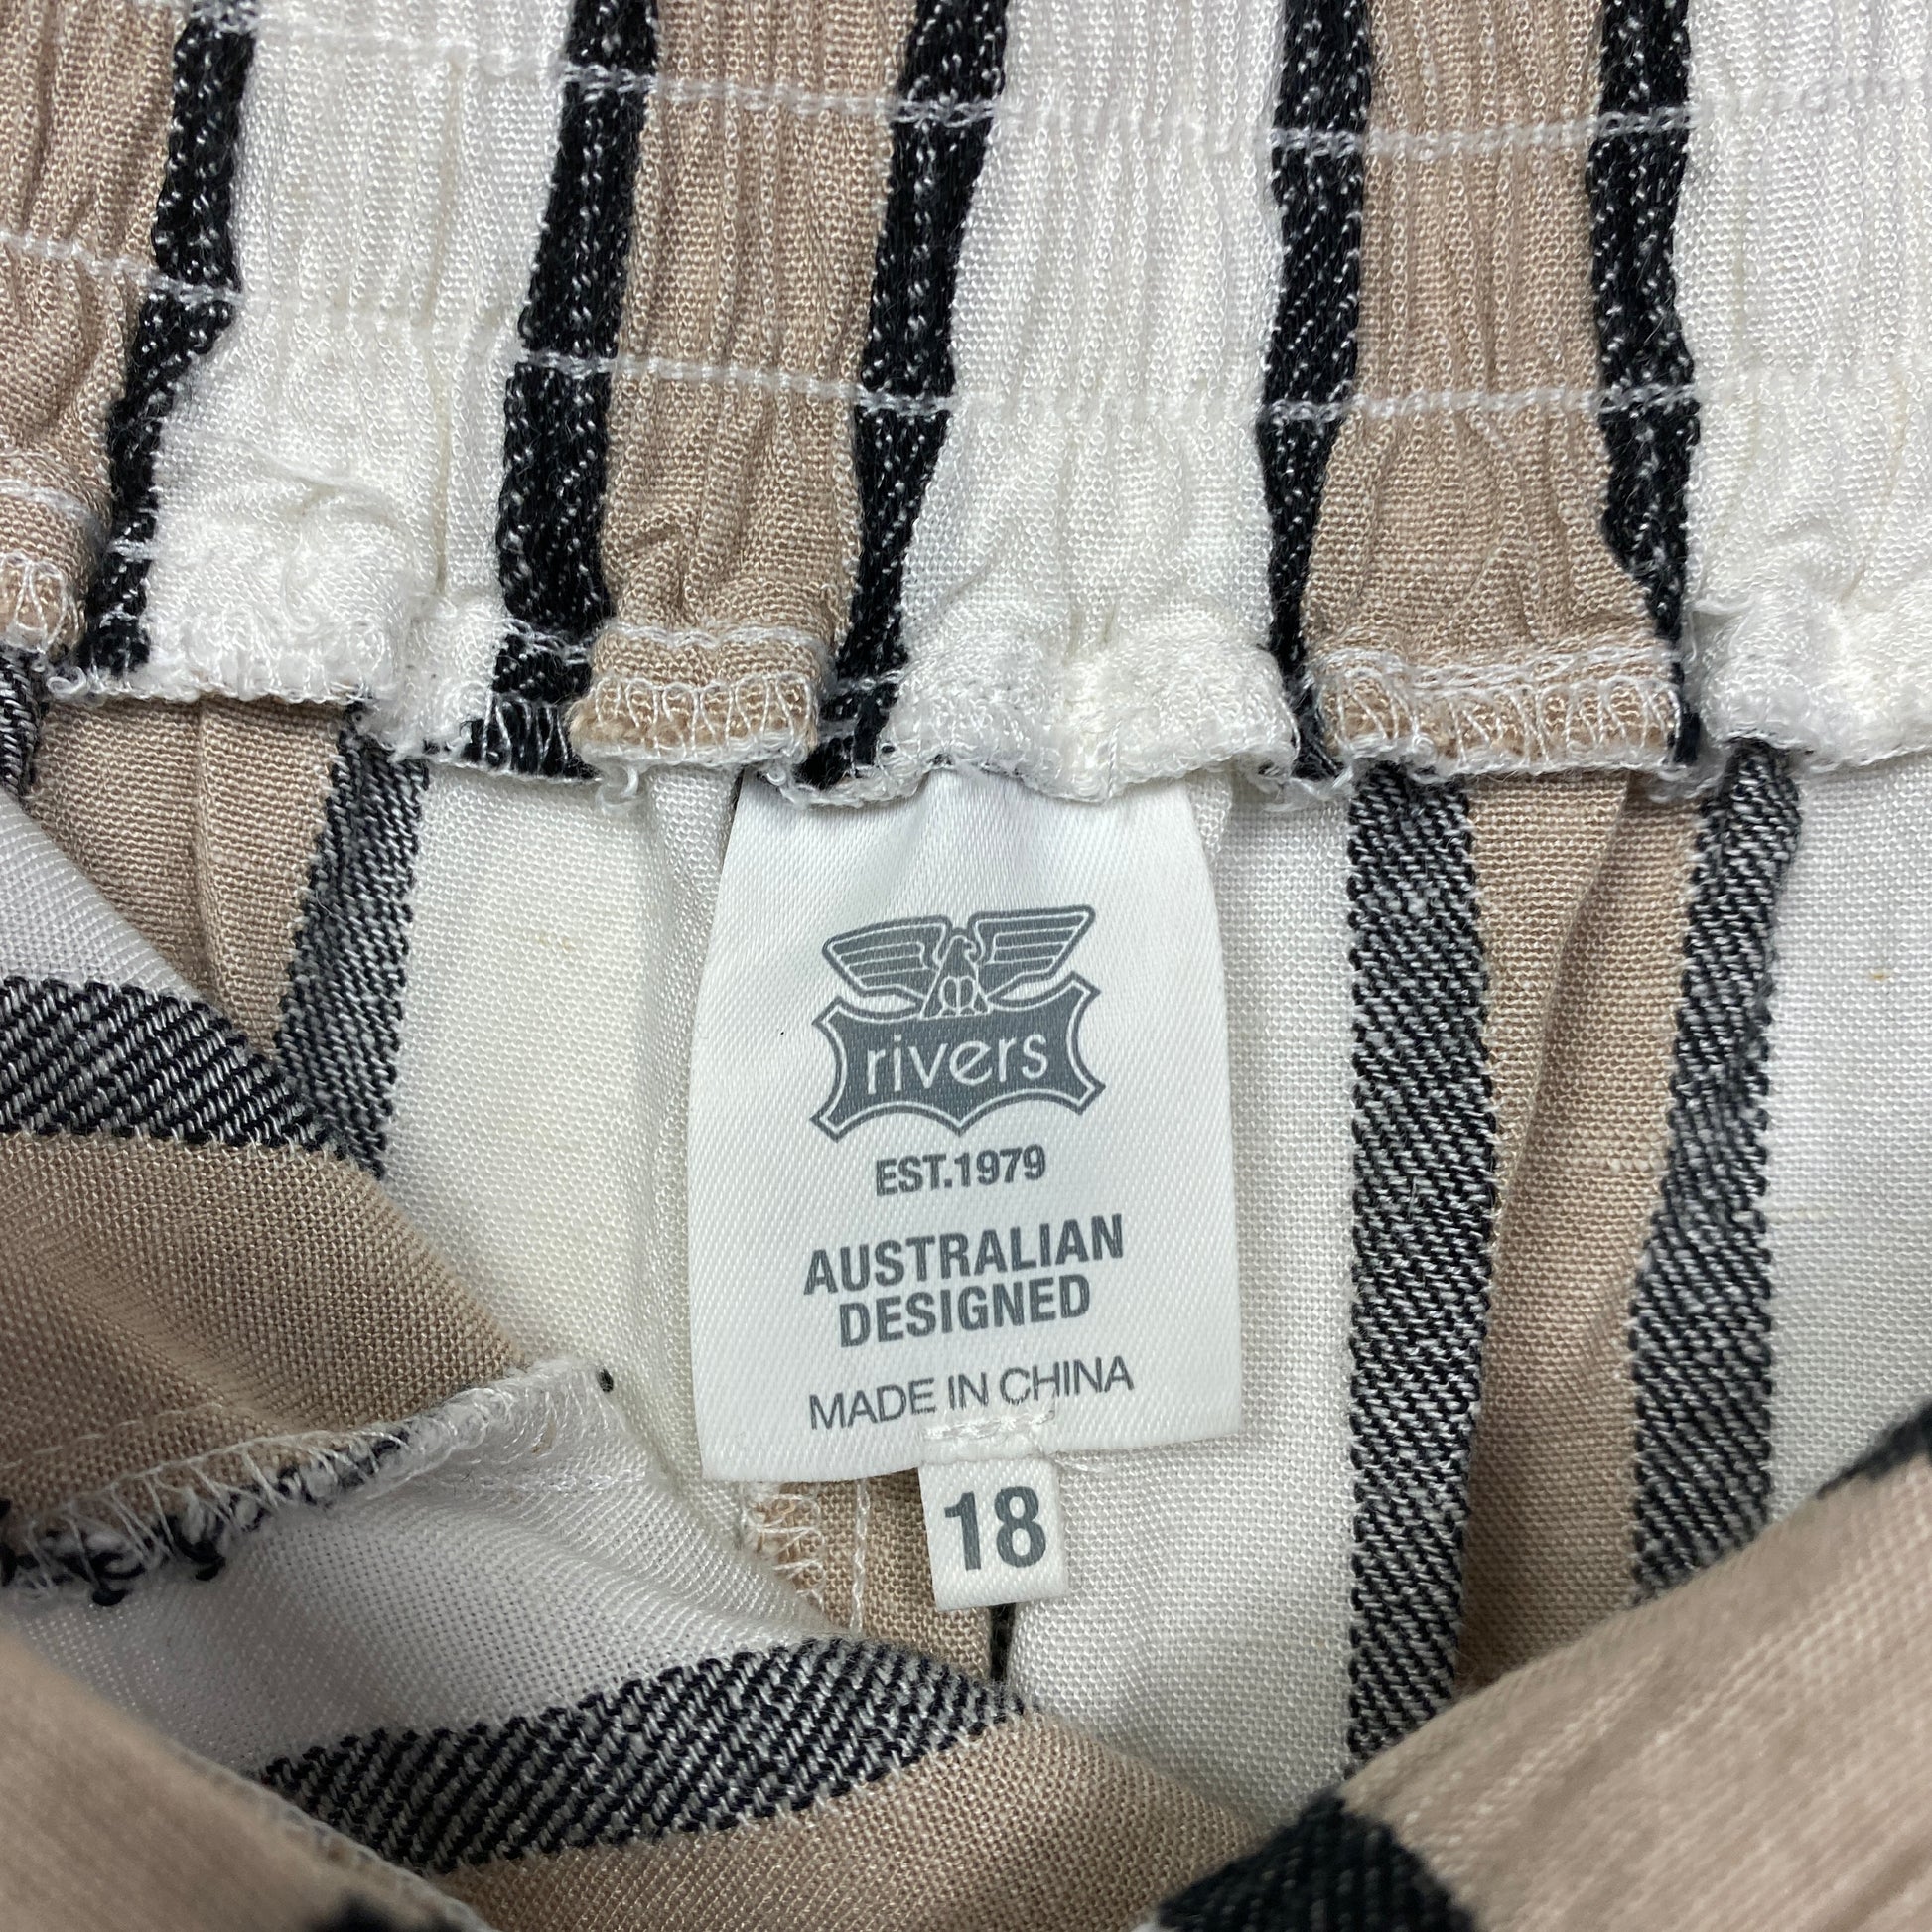 rivers
EST.1979
AUSTRALIAN
DESIGNED
MADE IN CHINA
18